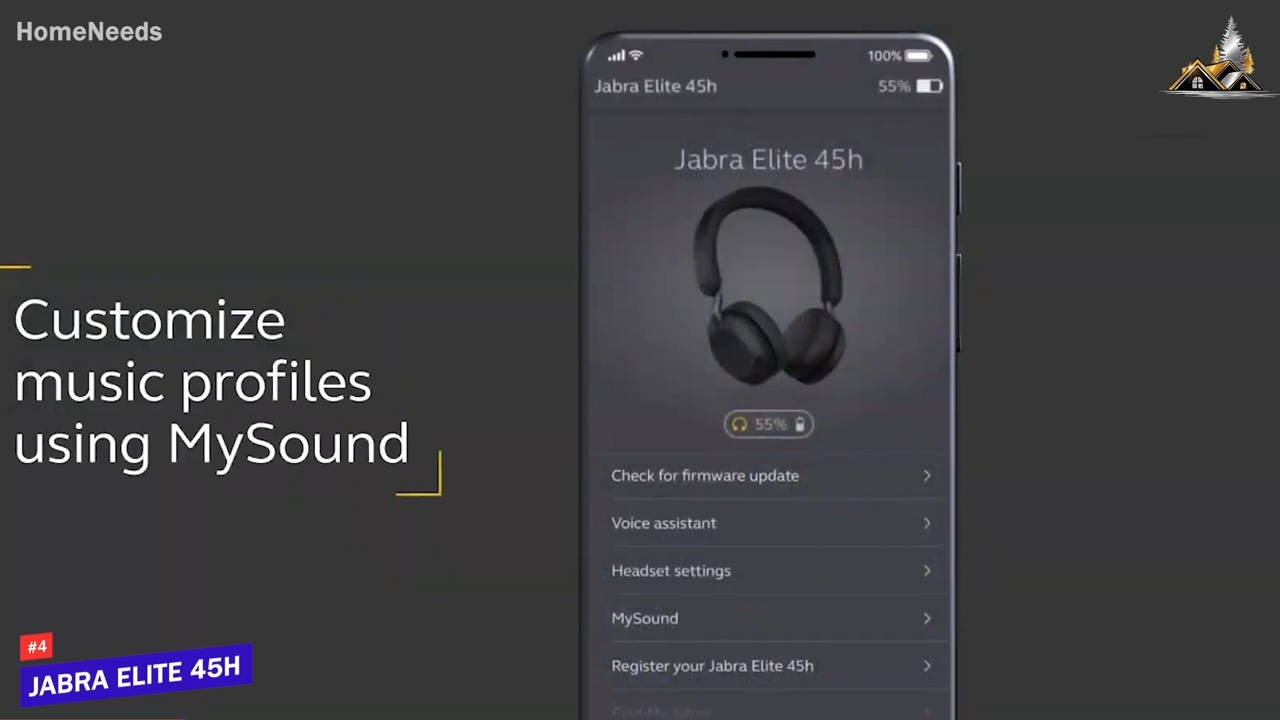 HomeNeeds
100%
Jabra Elite 45h
55%
Jabra Elite 45h
55%
Customize
music profiles
using MySound
Check for firmware update
Voice assistant
Headset settings
MySound
Register your Jabra Elite 45h
#4
JABRA ELITE 45H